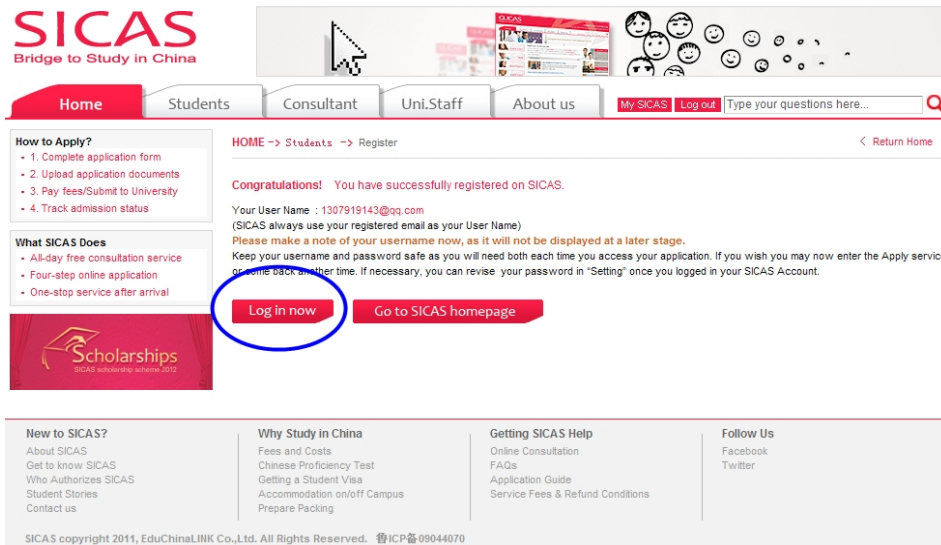 SICAS
Bridge to Study in China
Home
Students
Consultant
Uni.Staff
About us
My SICAS
Log out
Type your questions here...
How to Apply?
1. Complete application form
2. Upload application documents
3. Pay fees/Submit to University
4. Track admission status
What SICAS Does
All-day free consultation service
Four-step online application
One-stop service after arrival
Scholarships
SICAS scholarship scheme 2012
HOME -> Students -> Register
< Return Home
Congratulations! You have successfully registered on SICAS.
Your User Name : 1307919143@qq.com
(SICAS always use your registered email as your User Name)
Please make a note of your username now, as it will not be displayed at a later stage.
Keep your username and password safe as you will need both each time you access your application. If you wish you may now enter the Apply servic
or come back another time. If necessary, you can revise your password in “Setting” once you logged in your SICAS Account.
Log in now
Go to SICAS homepage
New to SICAS?
About SICAS
Get to know SICAS
Who Authorizes SICAS
Student Stories
Contact us
Why Study in China
Fees and Costs
Chinese Proficiency Test
Getting a Student Visa
Accommodation on/off Campus
Prepare Packing
Getting SICAS Help
Online Consultation
FAQs
Application Guide
Service Fees & Refund Conditions
Follow Us
Facebook
Twitter
SICAS copyright 2011, EduChinaLINK Co.,Ltd. All Rights Reserved. 鲁ICP备09044070